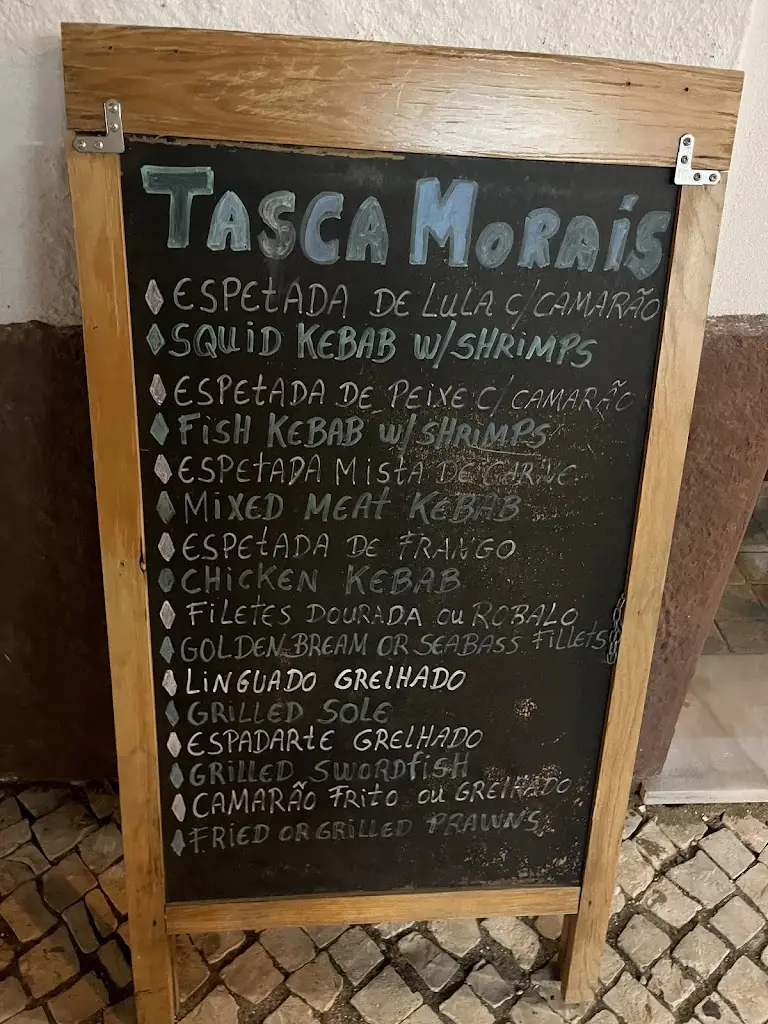 TASCA MORAIS
ESPETADA DE LULA C/CAMARÃO
SQUID KEBAB W/SHRIMPS
ESPETADA DE PEIXE C/CAMARÃO
FISH KEBAB W/SHRIMPS
ESPETADA MISTA DE CARNE
MIXED MEAT KEBAB
ESPETADA DE FRANGO
CHICKEN KEBAB
FILETES DOURADA OU ROBALO
GOLDEN BREAM OR SEABASS FILLETS
LINGUADO GRELHADO
GRILLED SOLE
ESPADARTE GRELHADO
GRILLED SWORDFISH
CAMARÃO FRITO OU GRELHADO
FRIED OR GRILLED PRAWNS